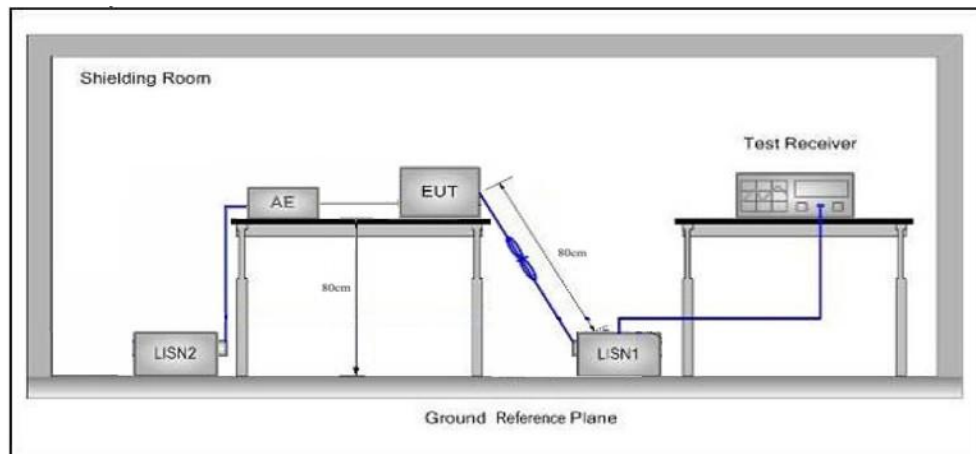 Shielding Room
Test Receiver
EUT
AE
80cm
80cm
LISN2
LISN1
Ground Reference Plane